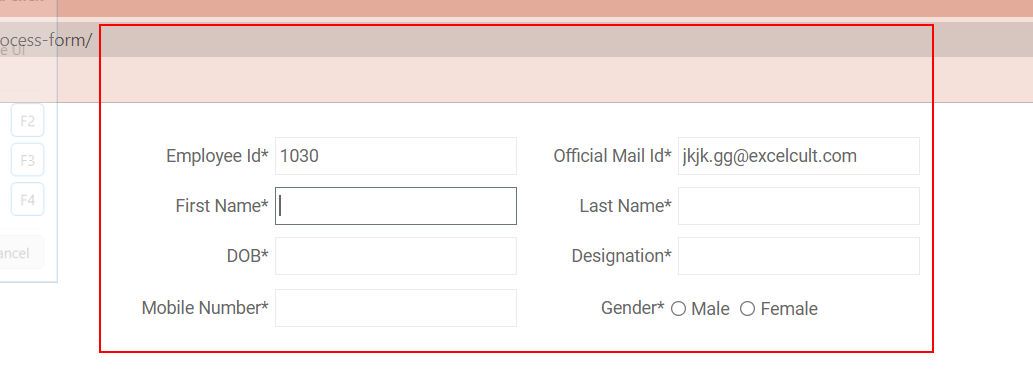 ocess-form/
e UI
F2
F3
F4
ancel
Employee Id* 1030 Official Mail Id* jkjk.gg@excelcult.com
First Name* Last Name*
DOB* Designation*
Mobile Number* Gender* Male Female